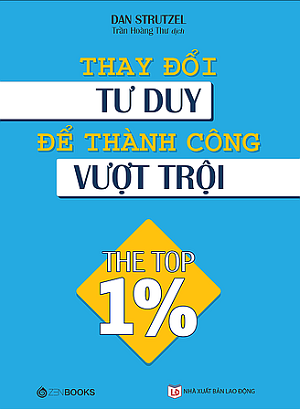 DAN STRUTZEL
Trần Hoàng Thư dịch
THAY ĐỔI
TƯ DUY
ĐỂ THÀNH CÔNG
VƯỢT TRỘI
THE TOP
1%
ZENBOOKS
LĐ NHÀ XUẤT BẢN LAO ĐỘNG